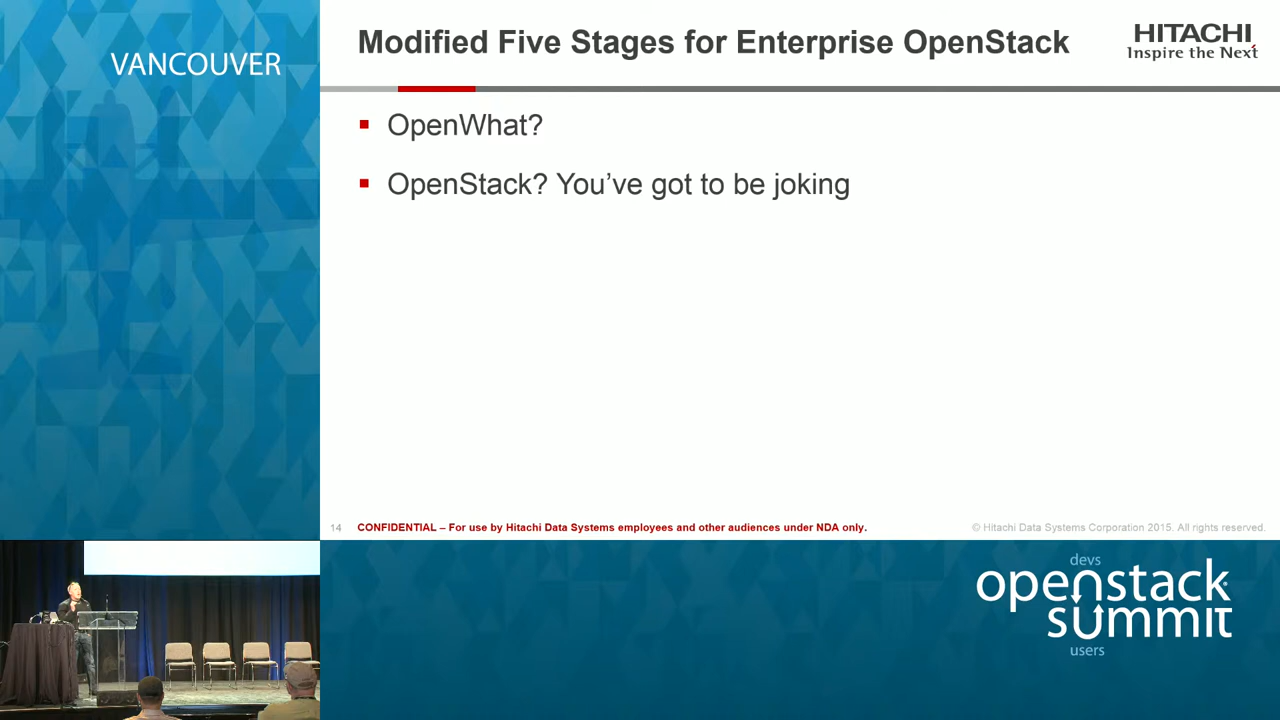 VANCOUVER
Modified Five Stages for Enterprise OpenStack
HITACHI
Inspire the Next
OpenWhat?
OpenStack? You’ve got to be joking
14 CONFIDENTIAL – For use by Hitachi Data Systems employees and other audiences under NDA only.
© Hitachi Data Systems Corporation 2015. All rights reserved.
devs
openstack
summit
users